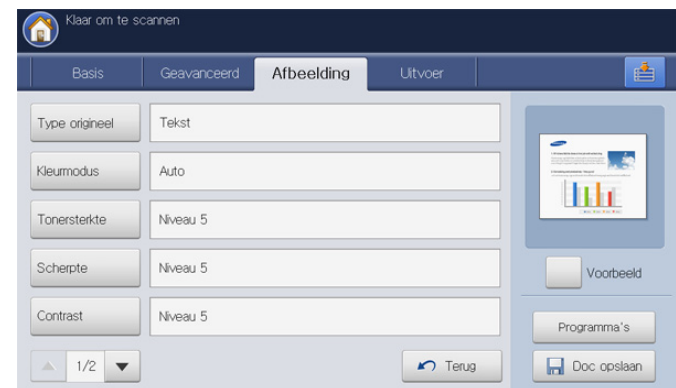 Klaar om te scannen
Basis
Geavanceerd
Afbeelding
Uitvoer
Type origineel
Tekst
Kleurmodus
Auto
Tonersterkte
Niveau 5
Scherpte
Niveau 5
Contrast
Niveau 5
1/2
Terug
Voorbeeld
Programma's
Doc opslaan